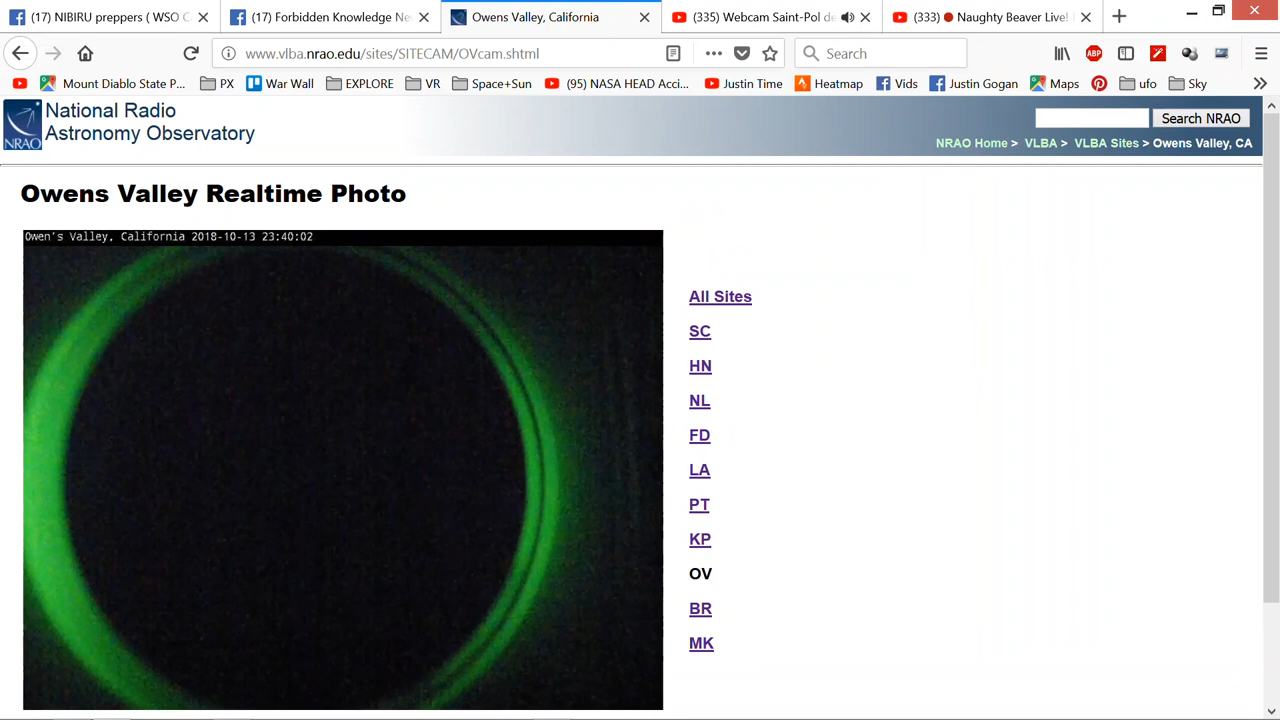 (17) NIBIRU preppers ( WSO C
(17) Forbidden Knowledge Ne
Owens Valley, California
(335) Webcam Saint-Pol de
(333) Naughty Beaver Live!
www.vlba.nrao.edu/sites/SITECAM/OVcam.shtml
Search
ABP
Mount Diablo State P...
PX
War Wall
EXPLORE
VR
Space+Sun
(95) NASA HEAD Acci...
Justin Time
Heatmap
Vids
Justin Gogan
Maps
ufo
Sky
NRAO
National Radio
Astronomy Observatory
Search NRAO
NRAO Home > VLBA > VLBA Sites > Owens Valley, CA
Owens Valley Realtime Photo
Owen's Valley, California 2018-10-13 23:40:02
All Sites
SC
HN
NL
FD
LA
PT
KP
OV
BR
MK